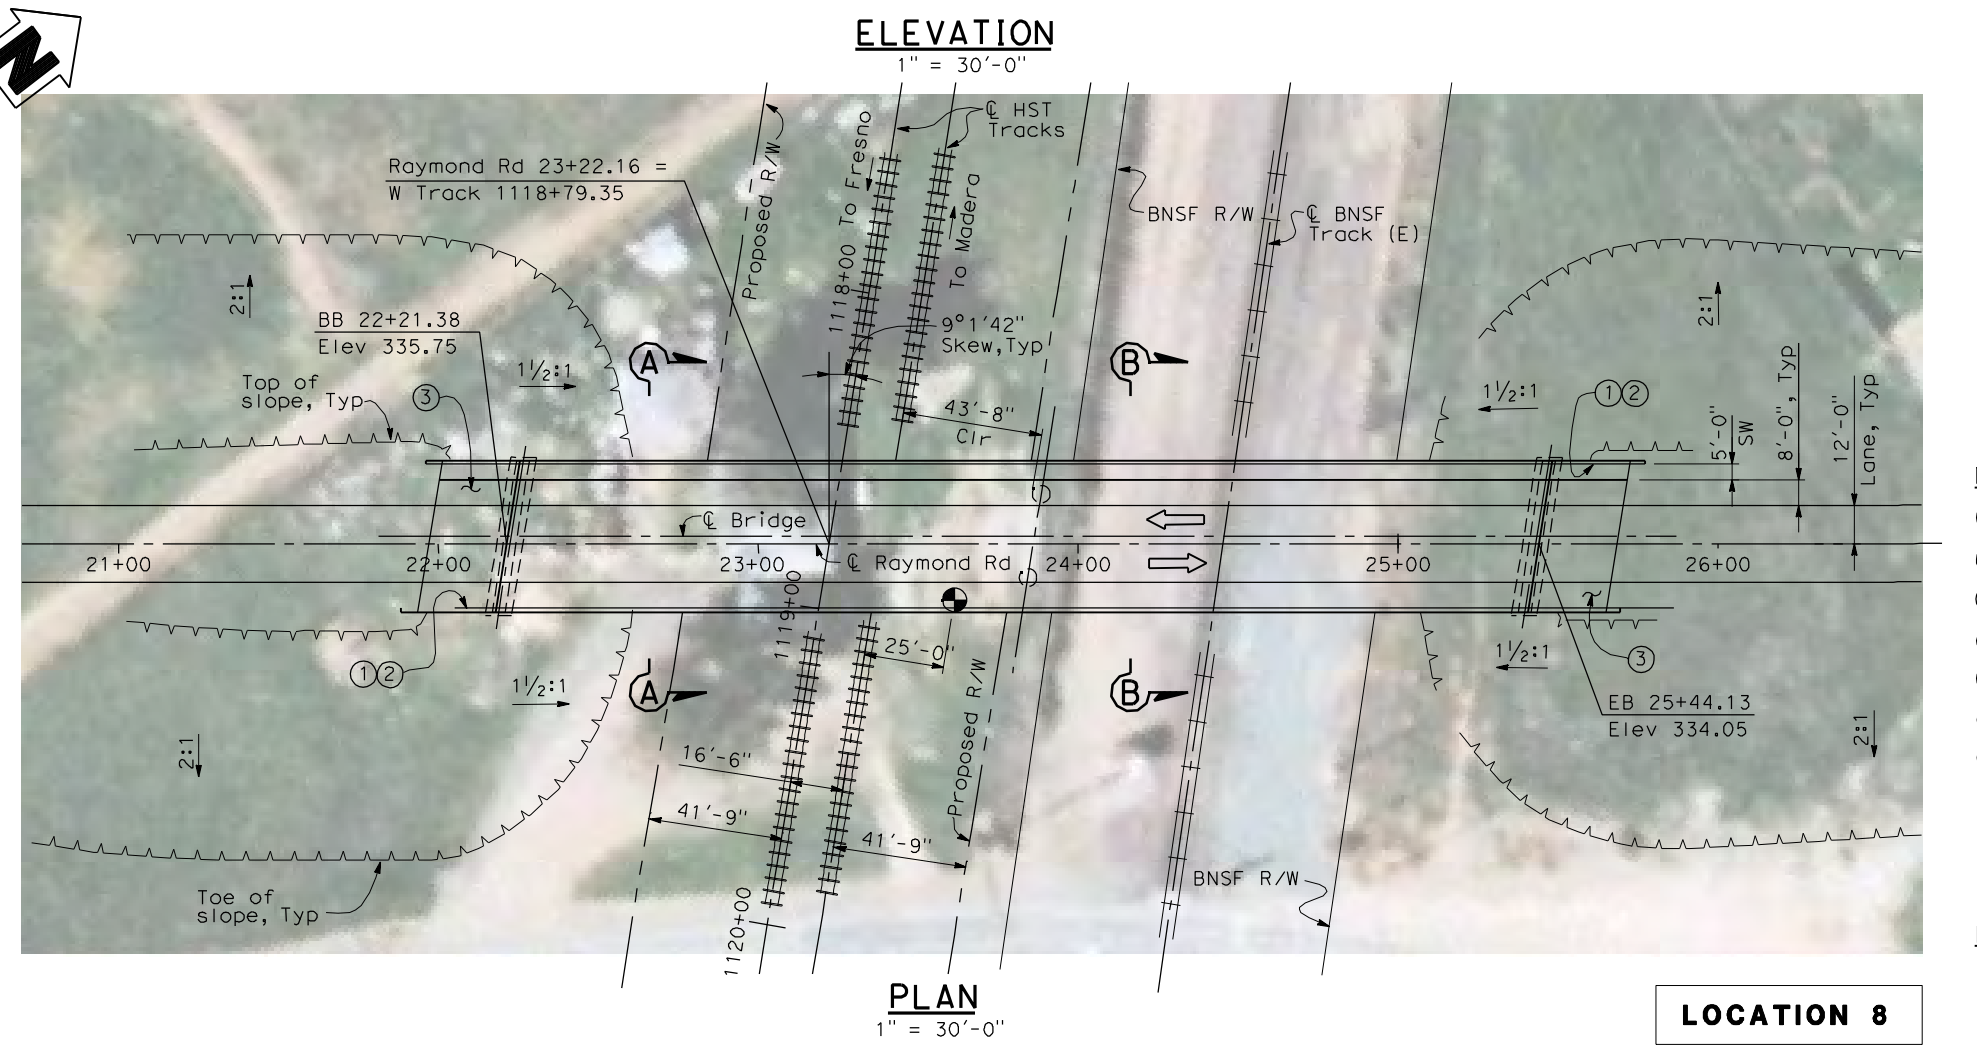 N
ELEVATION
1" = 30'-0"
℄ HST
Tracks
Proposed R/W
1118+00 To Fresno
To Madera
Raymond Rd 23+22.16 =
W Track 1118+79.35
BNSF R/W
℄ BNSF
Track (E)
2:1
2:1
BB 22+21.38
Elev 335.75
9°1'42"
Skew,Typ
A
B
1½:1
1½:1
Top of
slope, Typ
3
1 2
43'-8"
Clr
5'-0"
SW
8'-0", Typ
12'-0"
Lane, Typ
℄ Bridge
℄ Raymond Rd
21+00
22+00
23+00
24+00
25+00
26+00
1119+00
1 2
25'-0"
3
1½:1
1½:1
A
B
EB 25+44.13
Elev 334.05
2:1
2:1
16'-6"
41'-9"
41'-9"
Proposed R/W
BNSF R/W
Toe of
slope, Typ
1120+00
PLAN
1" = 30'-0"
LOCATION 8